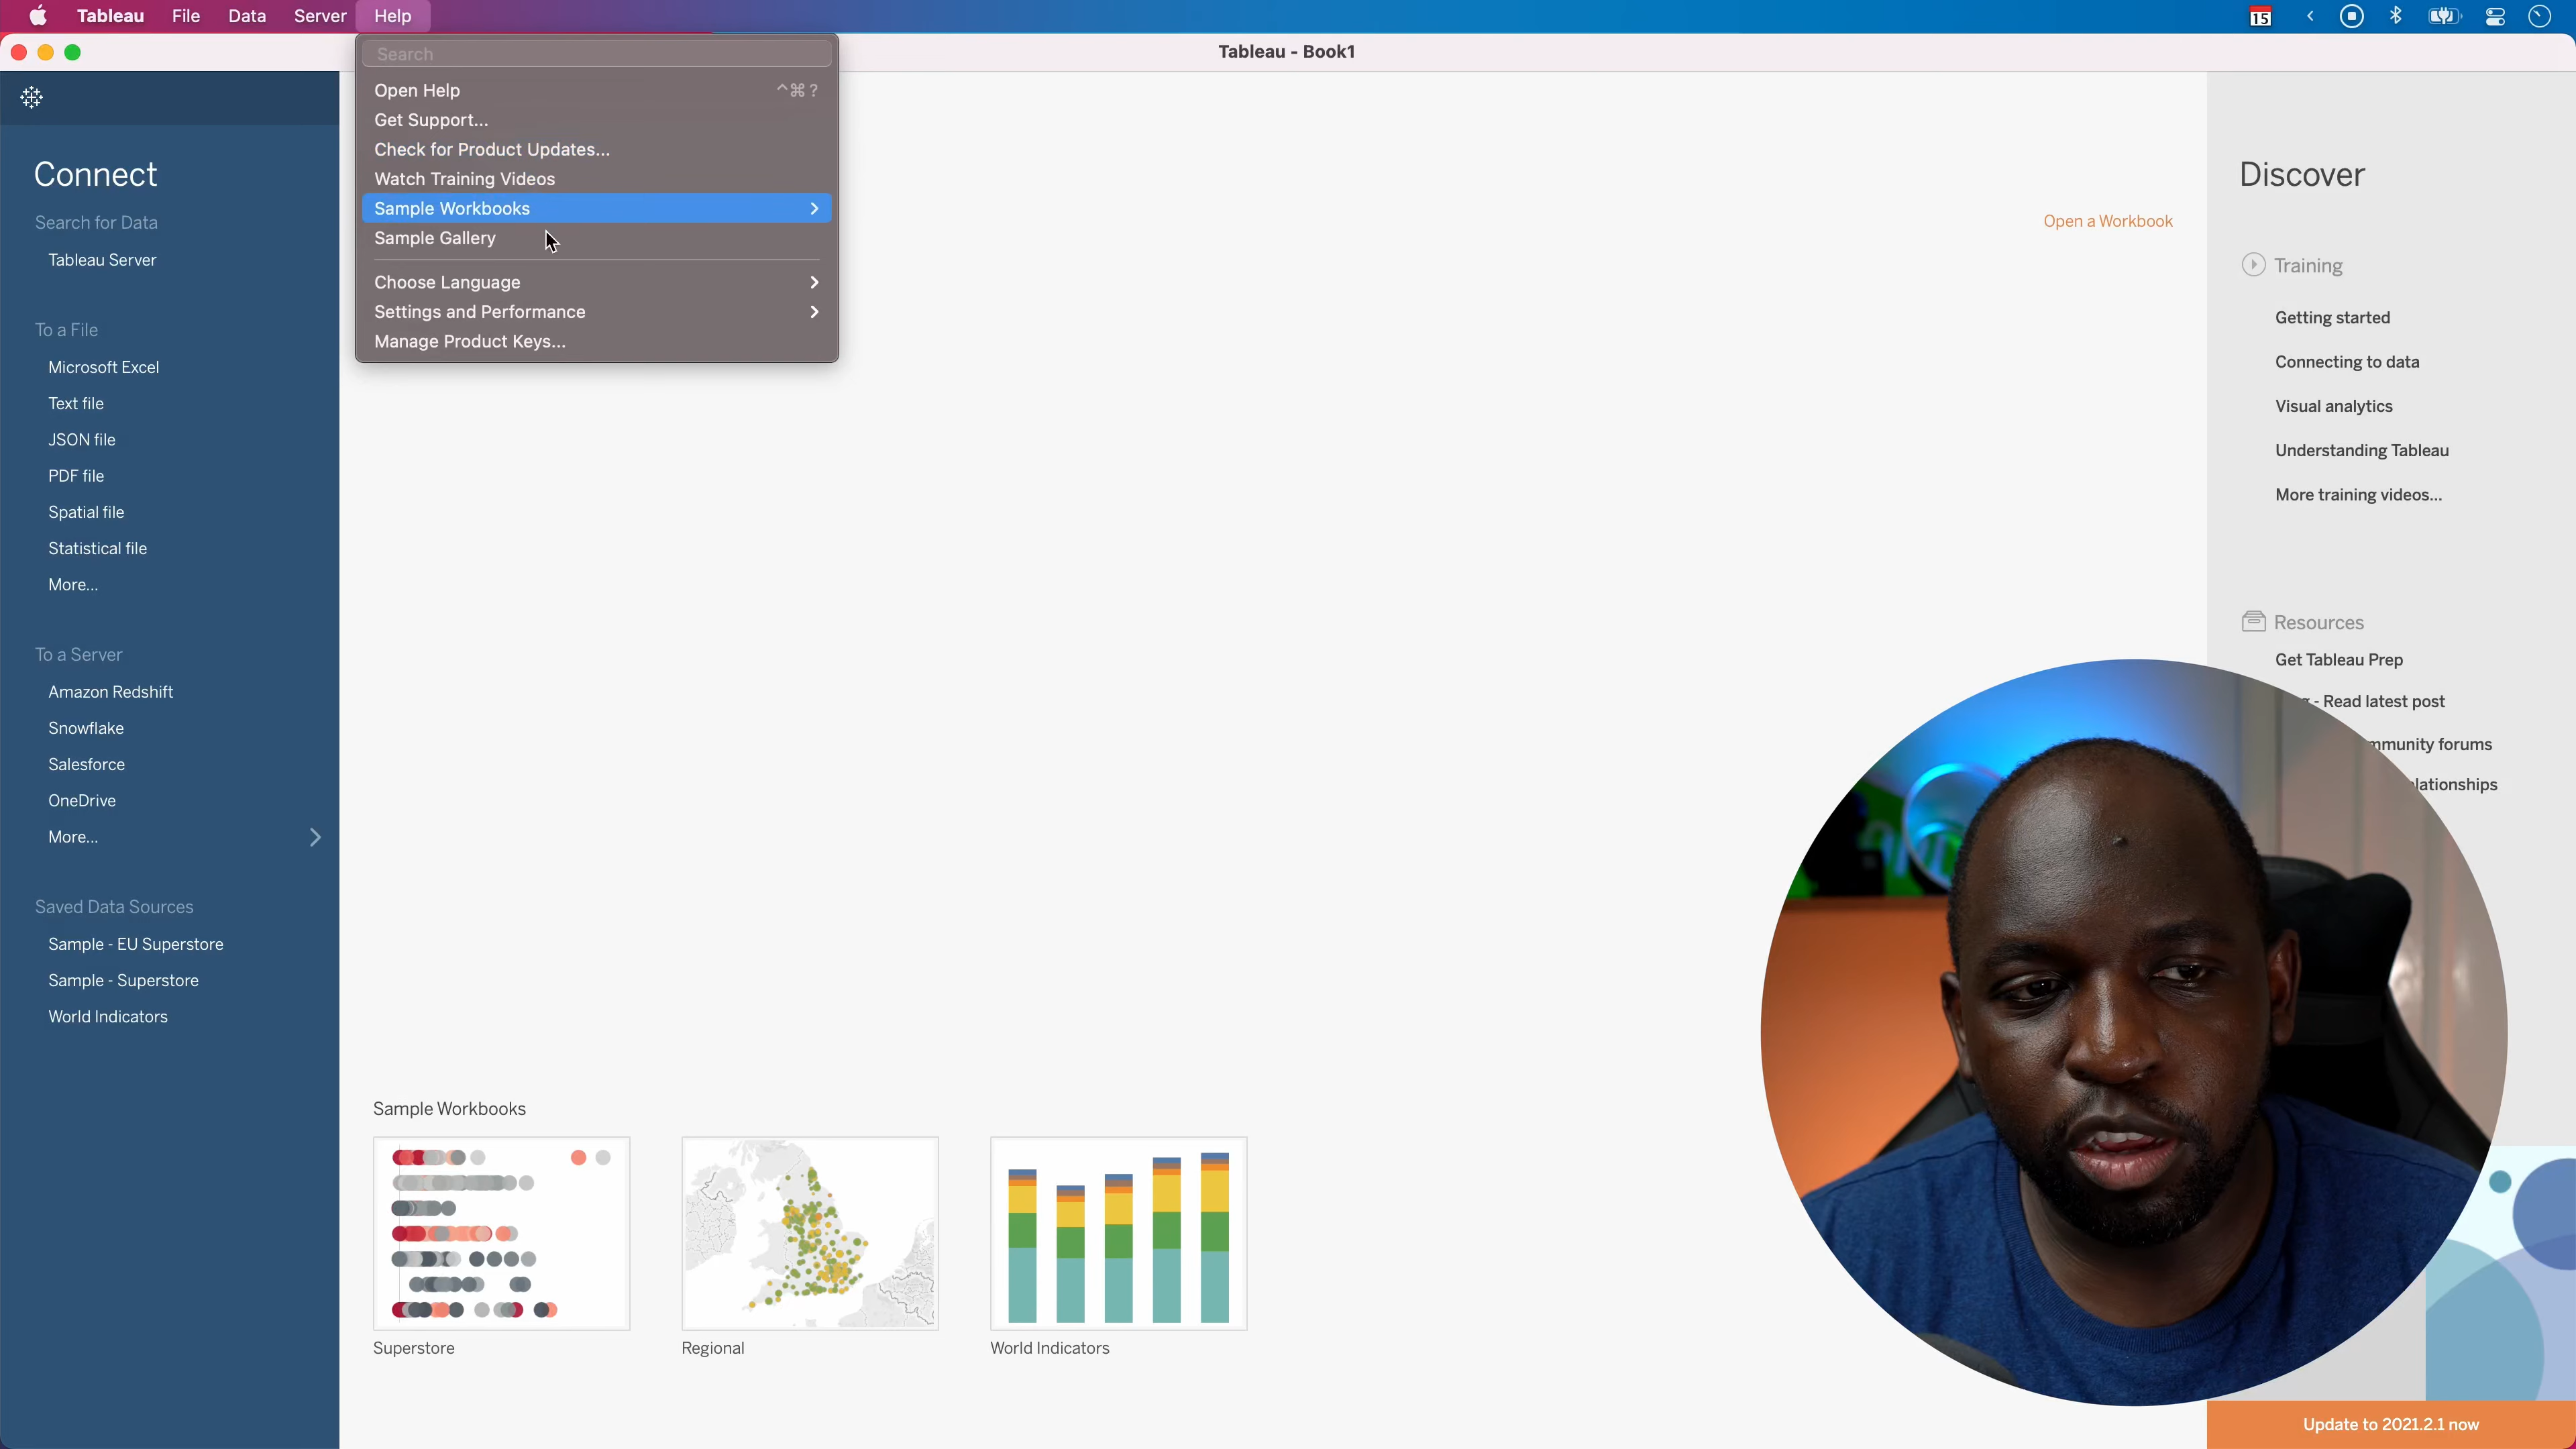 Tableau File Data Server Help
15
Tableau - Book1
Search
Open Help ^⌘?
Get Support...
Check for Product Updates...
Watch Training Videos
Sample Workbooks
Sample Gallery
Choose Language
Settings and Performance
Manage Product Keys...
Connect
Search for Data
Tableau Server
To a File
Microsoft Excel
Text file
JSON file
PDF file
Spatial file
Statistical file
More...
To a Server
Amazon Redshift
Snowflake
Salesforce
OneDrive
More...
Saved Data Sources
Sample - EU Superstore
Sample - Superstore
World Indicators
Open a Workbook
Sample Workbooks
Superstore
Regional
World Indicators
Discover
Training
Getting started
Connecting to data
Visual analytics
Understanding Tableau
More training videos...
Resources
Get Tableau Prep
- Read latest post
forums
Update to 2021.2.1 now